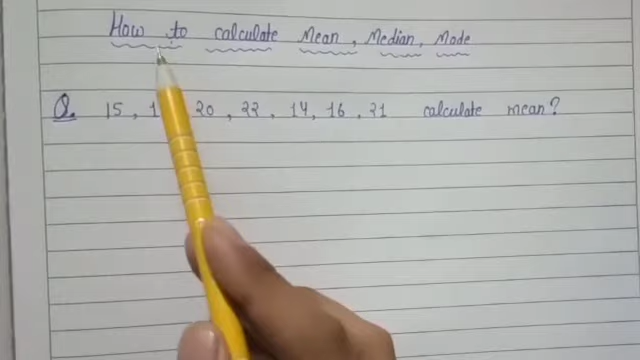 How to calculate Mean, Median, Mode
Q. 15, 1 20, 22, 14, 16, 21 calculate mean?